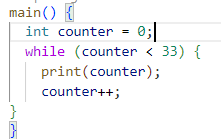 main() {
  int counter = 0;
  while (counter < 33) {
    print(counter);
    counter++;
}
}